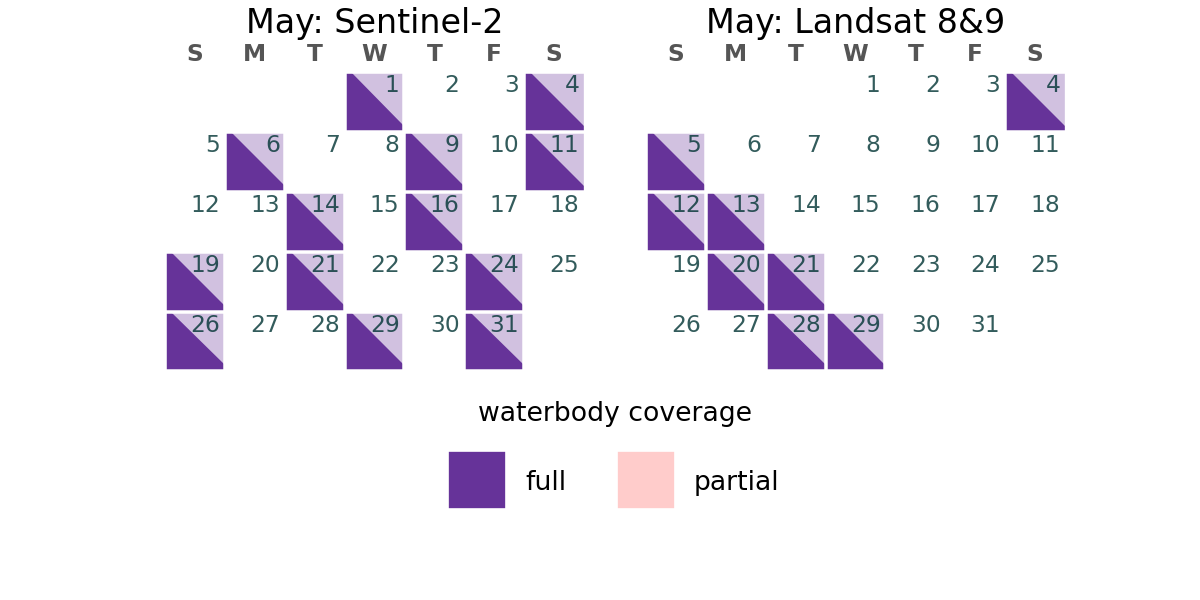 May: Sentinel-2
S M T W T F S
1 2 3 4
5 6 7 8 9 10 11
12 13 14 15 16 17 18
19 20 21 22 23 24 25
26 27 28 29 30 31
May: Landsat 8&9
S M T W T F S
1 2 3 4
5 6 7 8 9 10 11
12 13 14 15 16 17 18
19 20 21 22 23 24 25
26 27 28 29 30 31
waterbody coverage
full partial